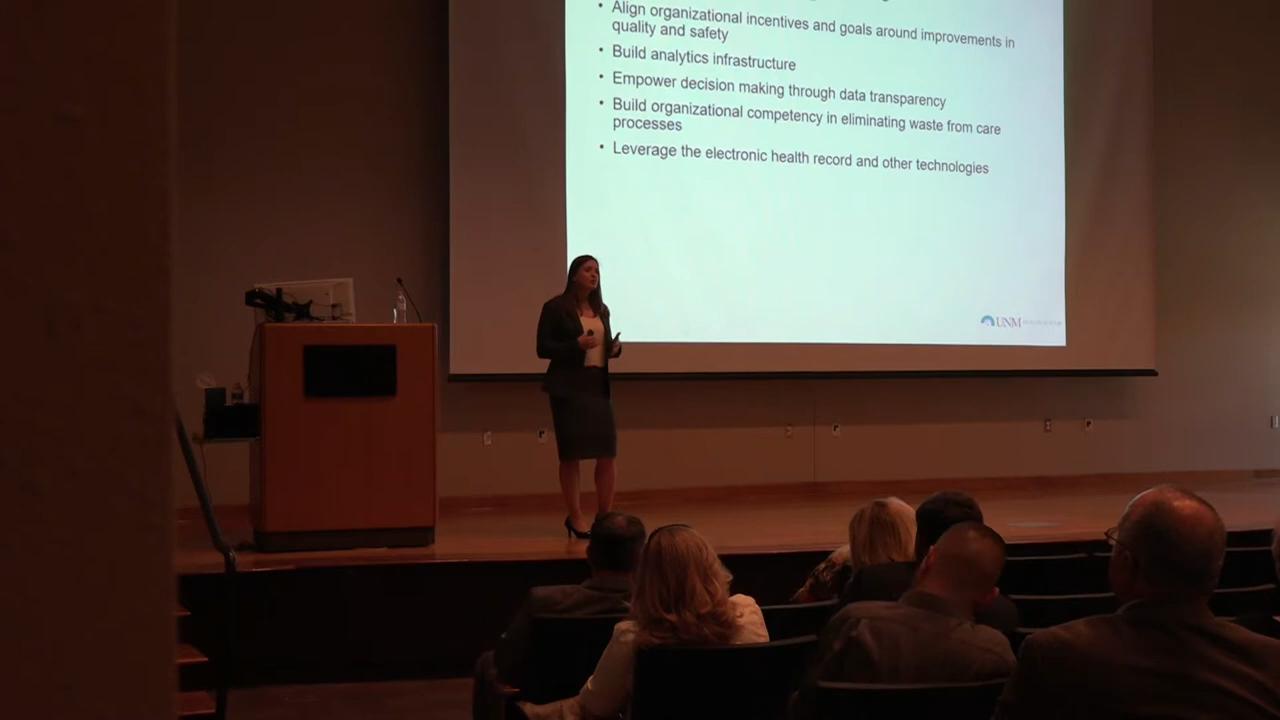 • Align organizational incentives and goals around improvements in
quality and safety
• Build analytics infrastructure
• Empower decision making through data transparency
• Build organizational competency in eliminating waste from care
processes
• Leverage the electronic health record and other technologies
UNM